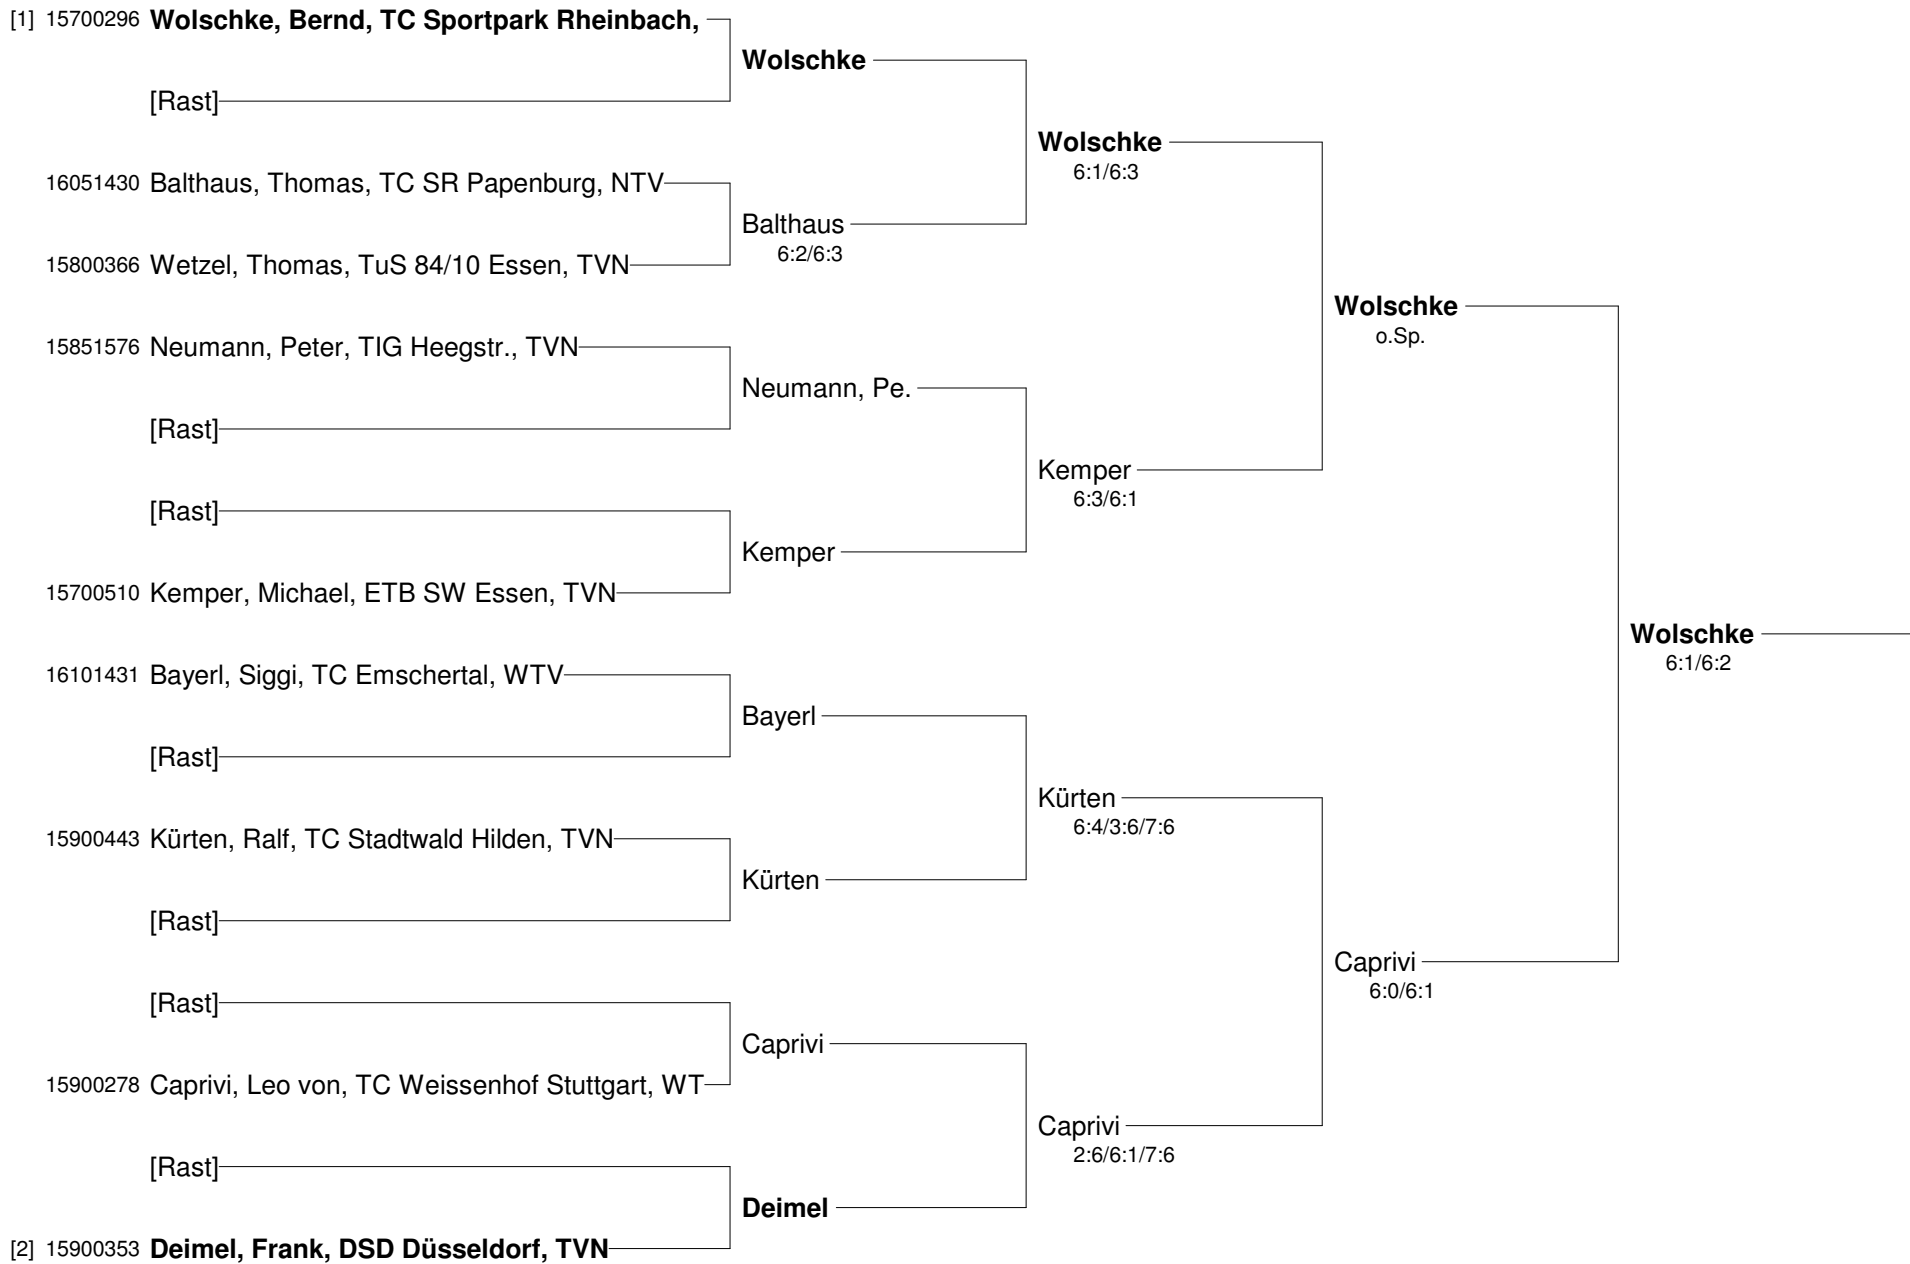 [1] 15700296 Wolschke, Bernd, TC Sportpark Rheinbach,
Wolschke
[Rast]
Wolschke
6:1/6:3
16051430 Balthaus, Thomas, TC SR Papenburg, NTV
Balthaus
6:2/6:3
15800366 Wetzel, Thomas, TuS 84/10 Essen, TVN
Wolschke
o.Sp.
15851576 Neumann, Peter, TIG Heegstr., TVN
Neumann, Pe.
[Rast]
Kemper
6:3/6:1
[Rast]
Kemper
15700510 Kemper, Michael, ETB SW Essen, TVN
Wolschke
6:1/6:2
16101431 Bayerl, Siggi, TC Emschertal, WTV
Bayerl
[Rast]
Kürten
6:4/3:6/7:6
15900443 Kürten, Ralf, TC Stadtwald Hilden, TVN
Kürten
[Rast]
Caprivi
6:0/6:1
[Rast]
Caprivi
15900278 Caprivi, Leo von, TC Weissenhof Stuttgart, WT
Caprivi
2:6/6:1/7:6
[Rast]
Deimel
[2] 15900353 Deimel, Frank, DSD Düsseldorf, TVN